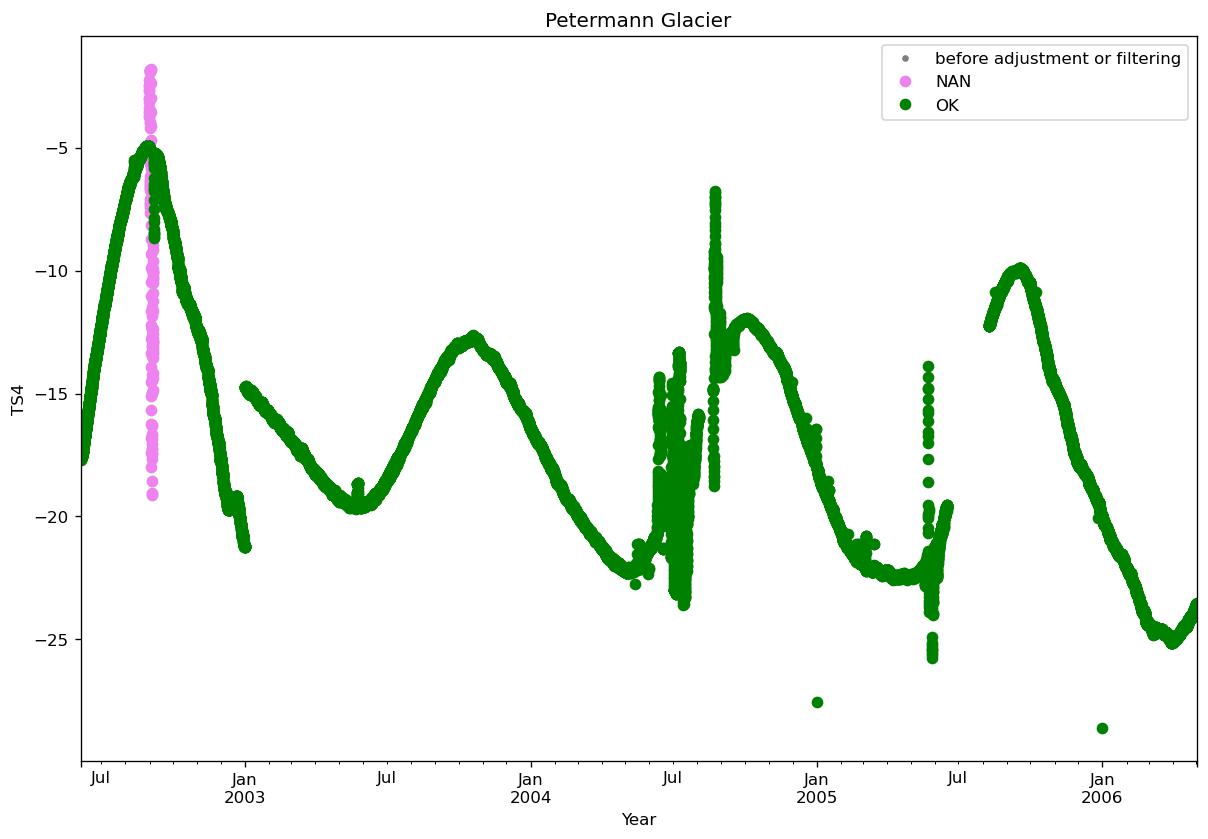 Petermann Glacier
before adjustment or filtering
NAN
OK
TS4
−5
−10
−15
−20
−25
Jul
Jan
2003
Jul
Jan
2004
Jul
Jan
2005
Jul
Jan
2006
Year